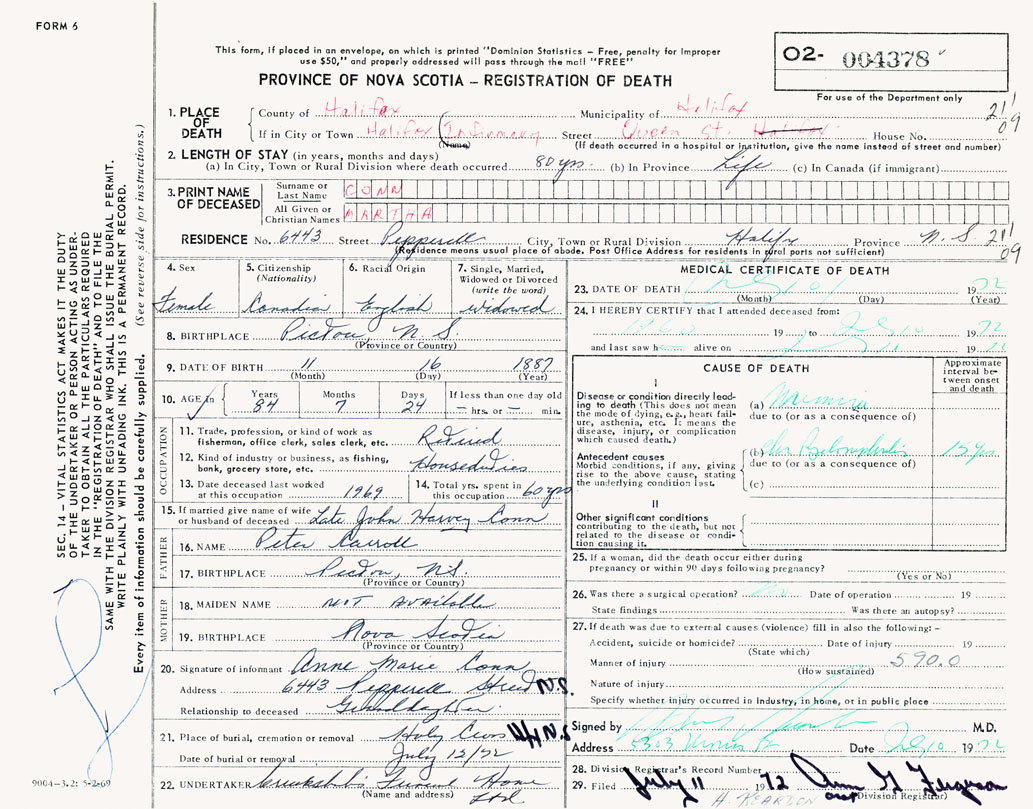 FORM 6
This form, if placed in an envelope, on which is printed "Dominion Statistics – Free, penalty for improper
use $50," and properly addressed will pass through the mail "FREE"
PROVINCE OF NOVA SCOTIA – REGISTRATION OF DEATH
02- 004378
For use of the Department only
1. PLACE OF DEATH
County of Halifax Municipality of Halifax 21/09
If in City or Town Halifax (Infirmary Street Queen St. Halifax House No.
(Name) (If death occurred in a hospital or institution, give the name instead of street and number)
2. LENGTH OF STAY (in years, months and days)
(a) In City, Town or Rural Division where death occurred 80 yrs. (b) In Province Life (c) In Canada (if immigrant)
3. PRINT NAME OF DECEASED
Surname or Last Name CONN
All Given or Christian Names MARTHA
RESIDENCE No. 6443 Street Pepperell City, Town or Rural Division Halifx Province N. S 21/09
(Residence means usual place of abode. Post Office Address for residents in rural parts not sufficient)
4. Sex Female
5. Citizenship (Nationality) Canadian
6. Racial Origin English
7. Single, Married, Widowed or Divorced (write the word) widowed
8. BIRTHPLACE Pictou, N. S.
(Province or Country)
9. DATE OF BIRTH 11 16 1887
(Month) (Day) (Year)
10. AGE in Years 84 Months 7 Days 24 If less than one day old — hrs. or — min.
OCCUPATION
11. Trade, profession, or kind of work as fisherman, office clerk, sales clerk, etc. Retired
12. Kind of industry or business, as fishing, bank, grocery store, etc. Housedudies
13. Date deceased last worked at this occupation 1969
14. Total yrs. spent in this occupation 60 yrs
15. If married give name of wife or husband of deceased Late John Harvey Conn
FATHER
16. NAME Peter Carroll
17. BIRTHPLACE Pictou, N.S.
(Province or Country)
MOTHER
18. MAIDEN NAME NOT AVAILABLE
19. BIRTHPLACE Nova Scotia
(Province or Country)
20. Signature of informant Anne Marie Conn
Address 6443 Pepperell Street N.S.
Relationship to deceased Granddaughter
21. Place of burial, cremation or removal Holy Cross N.S
Date of burial or removal July 12/72
22. UNDERTAKER Cruikshank's Funeral Home
(Name and address) Ltd
MEDICAL CERTIFICATE OF DEATH
23. DATE OF DEATH 10 1972
(Month) (Day) (Year)
24. I HEREBY CERTIFY that I attended deceased from:
19 to 10 1972
and last saw h alive on 19
CAUSE OF DEATH
Approximate interval between onset and death
I
Disease or condition directly leading to death (This does not mean the mode of dying, e.g., heart failure, asthenia, etc. It means the disease, injury, or complication which caused death.)
(a) Uremia
due to (or as a consequence of)
Antecedent causes
Morbid conditions, if any, giving rise to the above cause, stating the underlying condition last.
(b) 15 yrs
due to (or as a consequence of)
(c)
II
Other significant conditions
contributing to the death, but not related to the disease or condition causing it.
25. If a woman, did the death occur either during pregnancy or within 90 days following pregnancy?
(Yes or No)
26. Was there a surgical operation? No Date of operation 19
State findings Was there an autopsy?
27. If death was due to external causes (violence) fill in also the following: –
Accident, suicide or homicide? Date of injury 19
(State which)
Manner of injury 590.0
(How sustained)
Nature of injury
Specify whether injury occurred in industry, in home, or in public place
Signed by M.D.
Address 5303 Date 10 1972
28. Division Registrar's Record Number
29. Filed July 11 1972 Ann G Ferguson
A. REARDON Division Registrar)
SEC. 14 – VITAL STATISTICS ACT MAKES IT THE DUTY
OF THE UNDERTAKER OR PERSON ACTING AS UNDER-
TAKER TO OBTAIN ALL THE PARTICULARS REQUIRED
IN THE "REGISTRATION OF DEATH" AND TO FILE THE
SAME WITH THE DIVISION REGISTRAR WHO SHALL ISSUE THE BURIAL PERMIT.
WRITE PLAINLY WITH UNFADING INK. THIS IS A PERMANENT RECORD.
Every item of information should be carefully supplied. (See reverse side for instructions.)
9004-3.2: 5-2-69